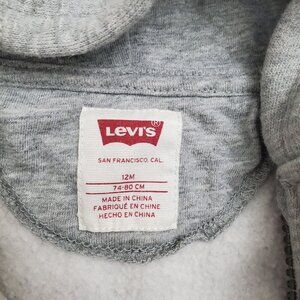 LEVI'S
®
SAN FRANCISCO, CAL.
12M
74-80 CM
MADE IN CHINA
FABRIQUÉ EN CHINE
HECHO EN CHINA